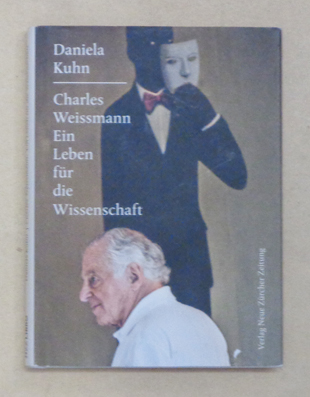 Daniela
Kuhn
Charles
Weissmann
Ein
Leben
für
die
Wissenschaft
Verlag Neue Zürcher Zeitung